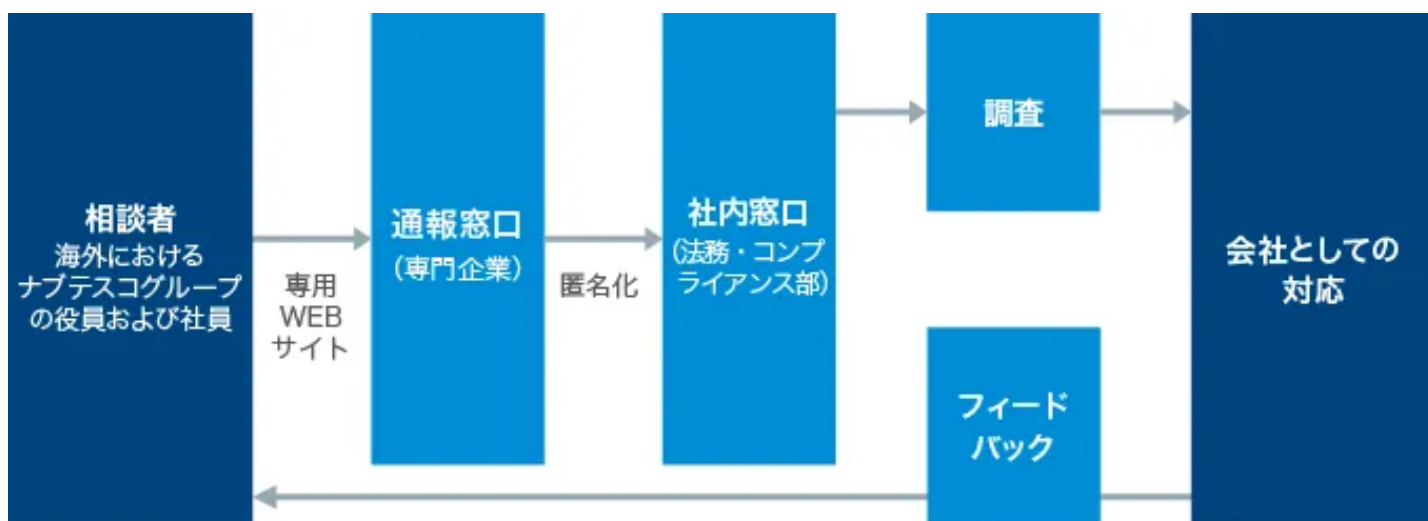 相談者
海外における
ナブテスコグループ
の役員および社員
専用
WEB
サイト
通報窓口
(専門企業)
匿名化
社内窓口
(法務・コンプ
ライアンス部)
調査
フィード
バック
会社としての
対応